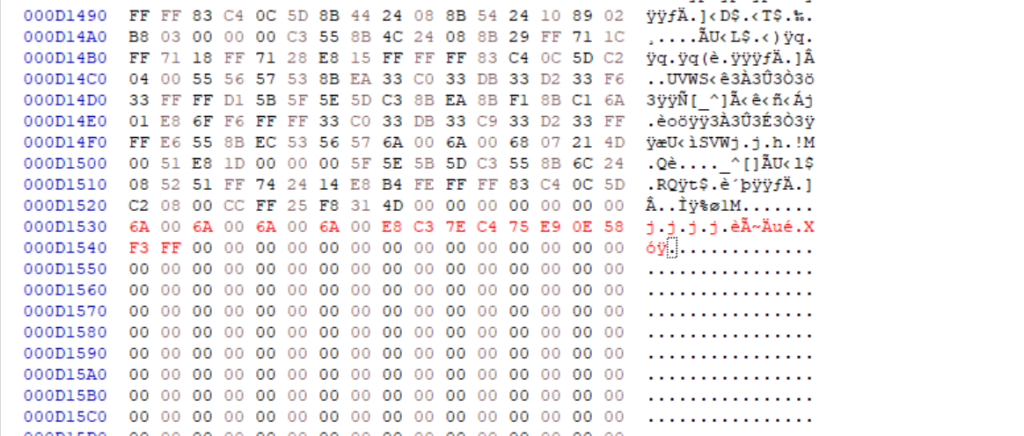 000D1490 FF FF 83 C4 0C 5D 8B 44 24 08 8B 54 24 10 89 02 ÿÿƒÄ.]‹D$.‹T$.‰.
000D14A0 B8 03 00 00 00 C3 55 8B 4C 24 08 8B 29 FF 71 1C ¸....ÃU‹L$.‹)ÿq.
000D14B0 FF 71 18 FF 71 28 E8 15 FF FF FF 83 C4 0C 5D C2 ÿq.ÿq(è.ÿÿÿƒÄ.]Â
000D14C0 04 00 55 56 57 53 8B EA 33 C0 33 DB 33 D2 33 F6 ..UVWS‹ê3À3Û3Ò3ö
000D14D0 33 FF FF D1 5B 5F 5E 5D C3 8B EA 8B F1 8B C1 6A 3ÿÿÑ[_^]Ã‹ê‹ñ‹Áj
000D14E0 01 E8 6F F6 FF FF 33 C0 33 DB 33 C9 33 D2 33 FF .èoöÿÿ3À3Û3É3Ò3ÿ
000D14F0 FF E6 55 8B EC 53 56 57 6A 00 6A 00 68 07 21 4D ÿæU‹ìSVWj.j.h.!M
000D1500 00 51 E8 1D 00 00 00 5F 5E 5B 5D C3 55 8B 6C 24 .Qè...._^[]ÃU‹l$
000D1510 08 52 51 FF 74 24 14 E8 B4 FE FF FF 83 C4 0C 5D .RQÿt$.è´þÿÿƒÄ.]
000D1520 C2 08 00 CC FF 25 F8 31 4D 00 00 00 00 00 00 00 Â..Ìÿ%ø1M.......
000D1530 6A 00 6A 00 6A 00 6A 00 E8 C3 7E C4 75 E9 0E 58 j.j.j.j.èÃ~Äué.X
000D1540 F3 FF 00 00 00 00 00 00 00 00 00 00 00 00 00 00 óÿ..............
000D1550 00 00 00 00 00 00 00 00 00 00 00 00 00 00 00 00 ................
000D1560 00 00 00 00 00 00 00 00 00 00 00 00 00 00 00 00 ................
000D1570 00 00 00 00 00 00 00 00 00 00 00 00 00 00 00 00 ................
000D1580 00 00 00 00 00 00 00 00 00 00 00 00 00 00 00 00 ................
000D1590 00 00 00 00 00 00 00 00 00 00 00 00 00 00 00 00 ................
000D15A0 00 00 00 00 00 00 00 00 00 00 00 00 00 00 00 00 ................
000D15B0 00 00 00 00 00 00 00 00 00 00 00 00 00 00 00 00 ................
000D15C0 00 00 00 00 00 00 00 00 00 00 00 00 00 00 00 00 ................